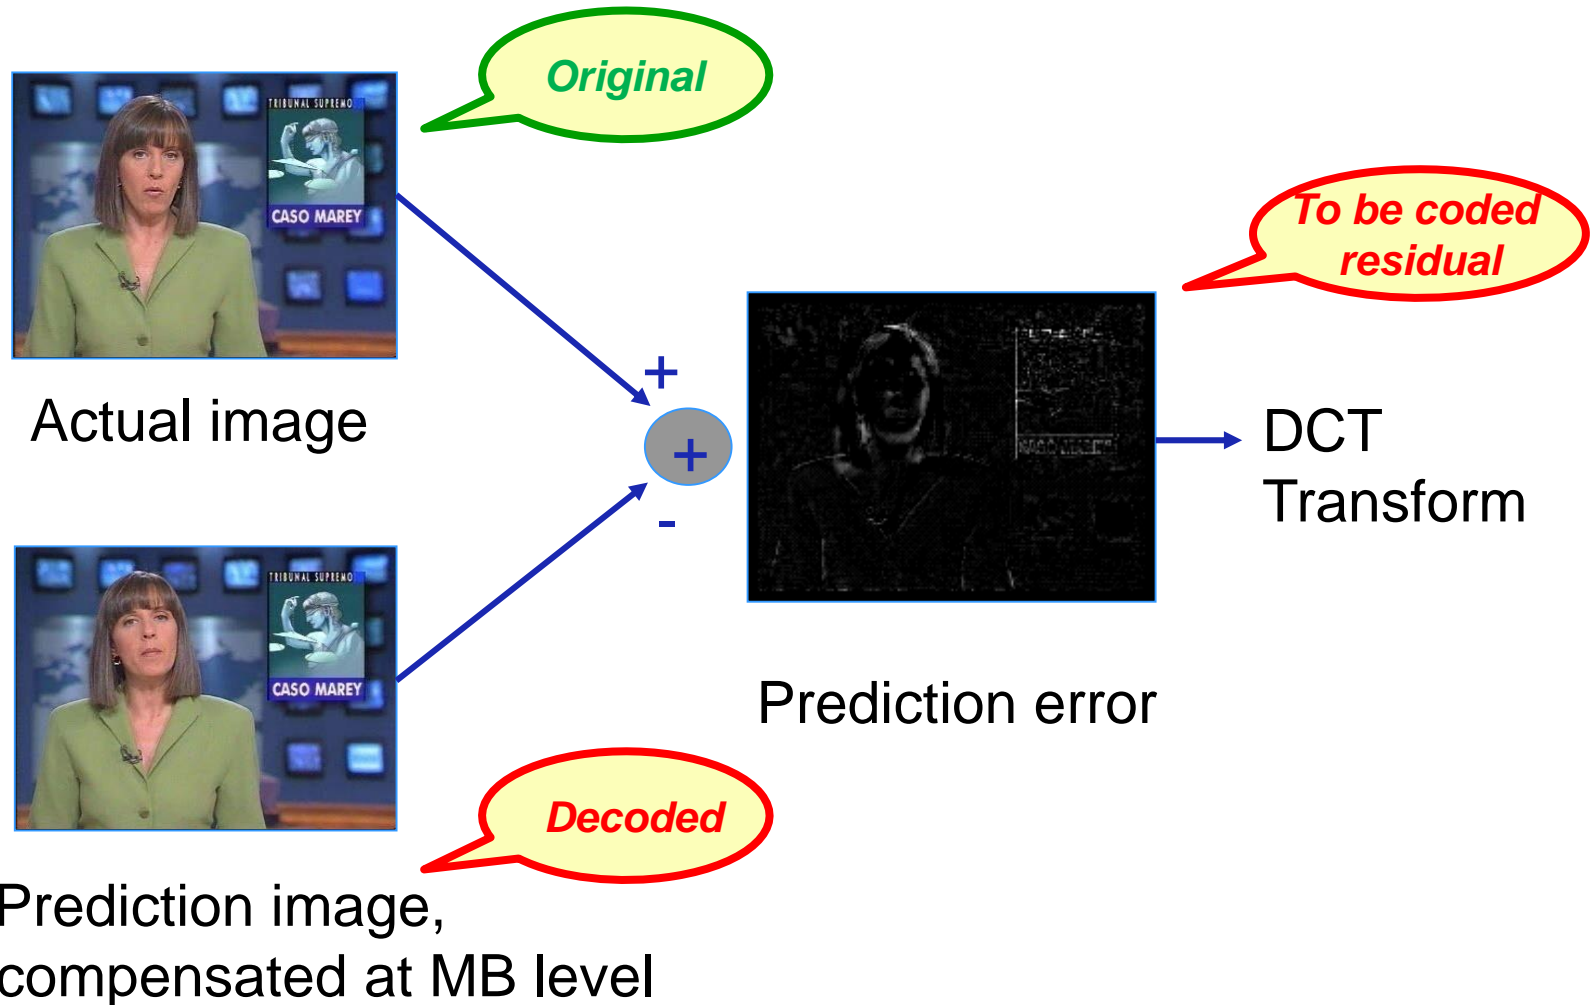 Original
TRIBUNAL SUPREMO
CASO MAREY
To be coded
residual
Actual image
+
+
-
DCT
Transform
TRIBUNAL SUPREMO
CASO MAREY
Prediction error
Decoded
Prediction image,
compensated at MB level